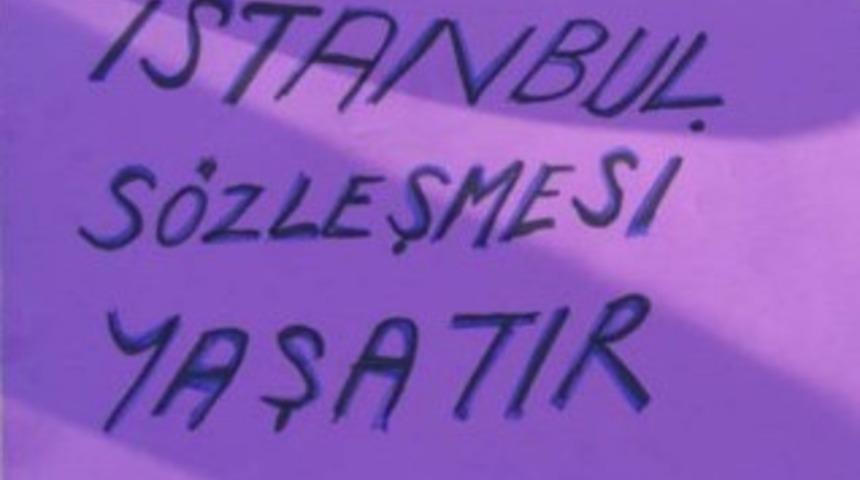 İSTANBUL
SÖZLEŞMESİ
YAŞATIR